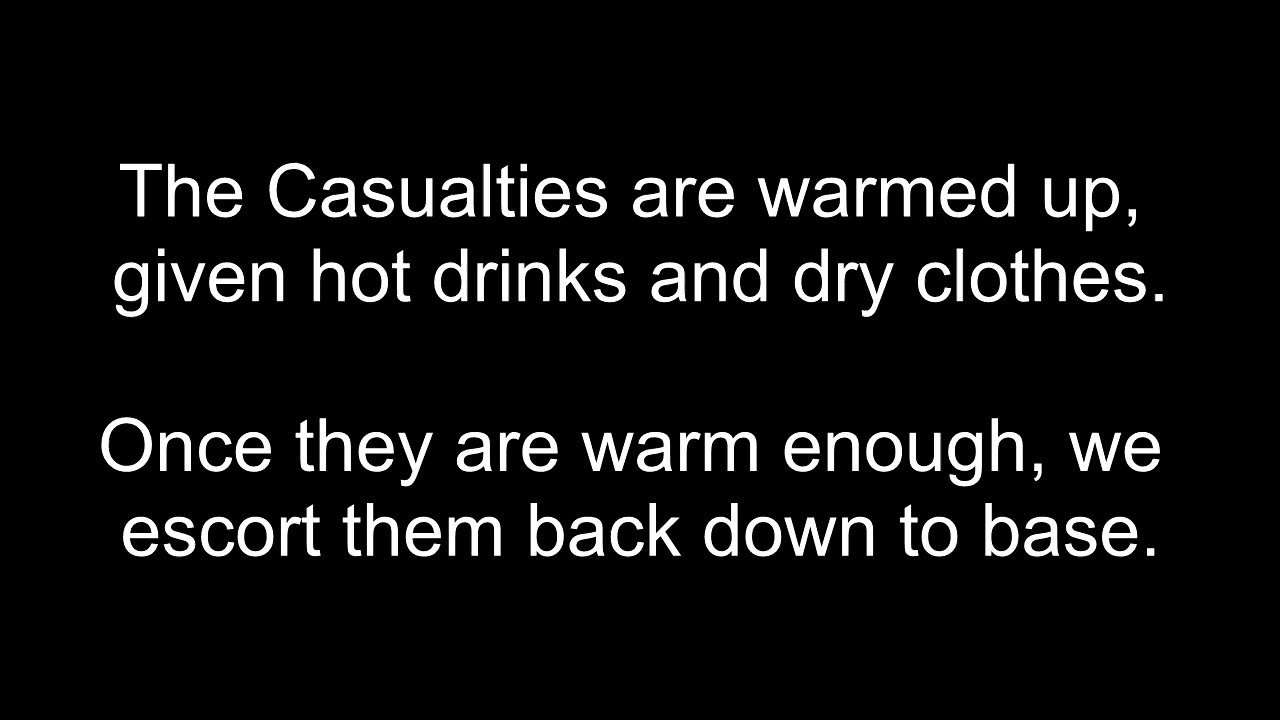 The Casualties are warmed up,
given hot drinks and dry clothes.
Once they are warm enough, we
escort them back down to base.